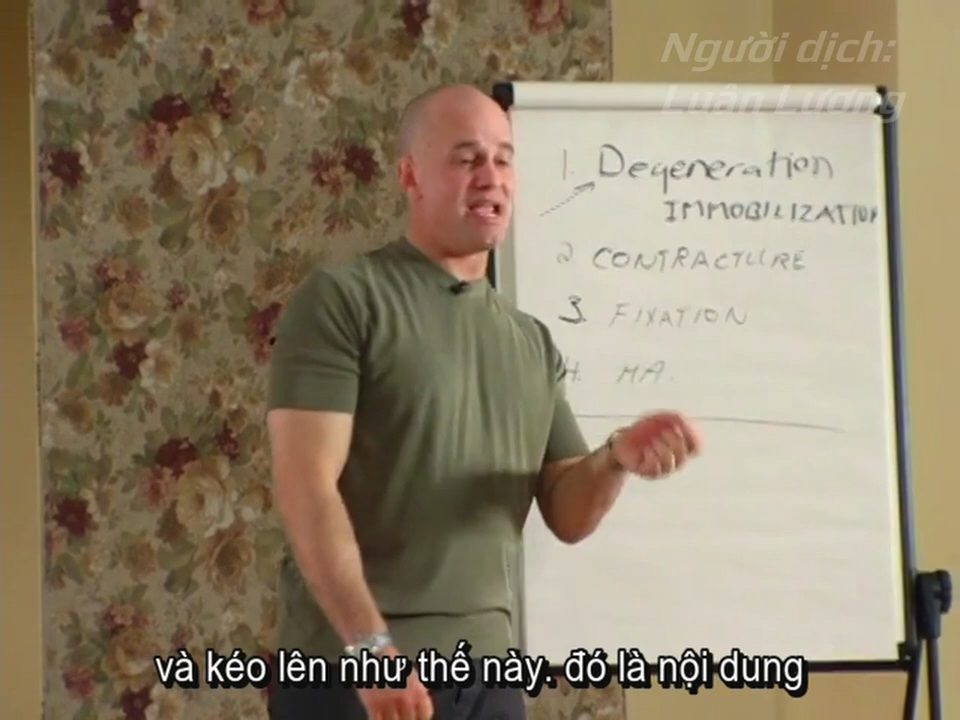 Người dịch:
Luân Lương
1. Degeneration
IMMOBILIZATION
2 CONTRACTURE
3. FIXATION
4. MA.
và kéo lên như thế này. đó là nội dung